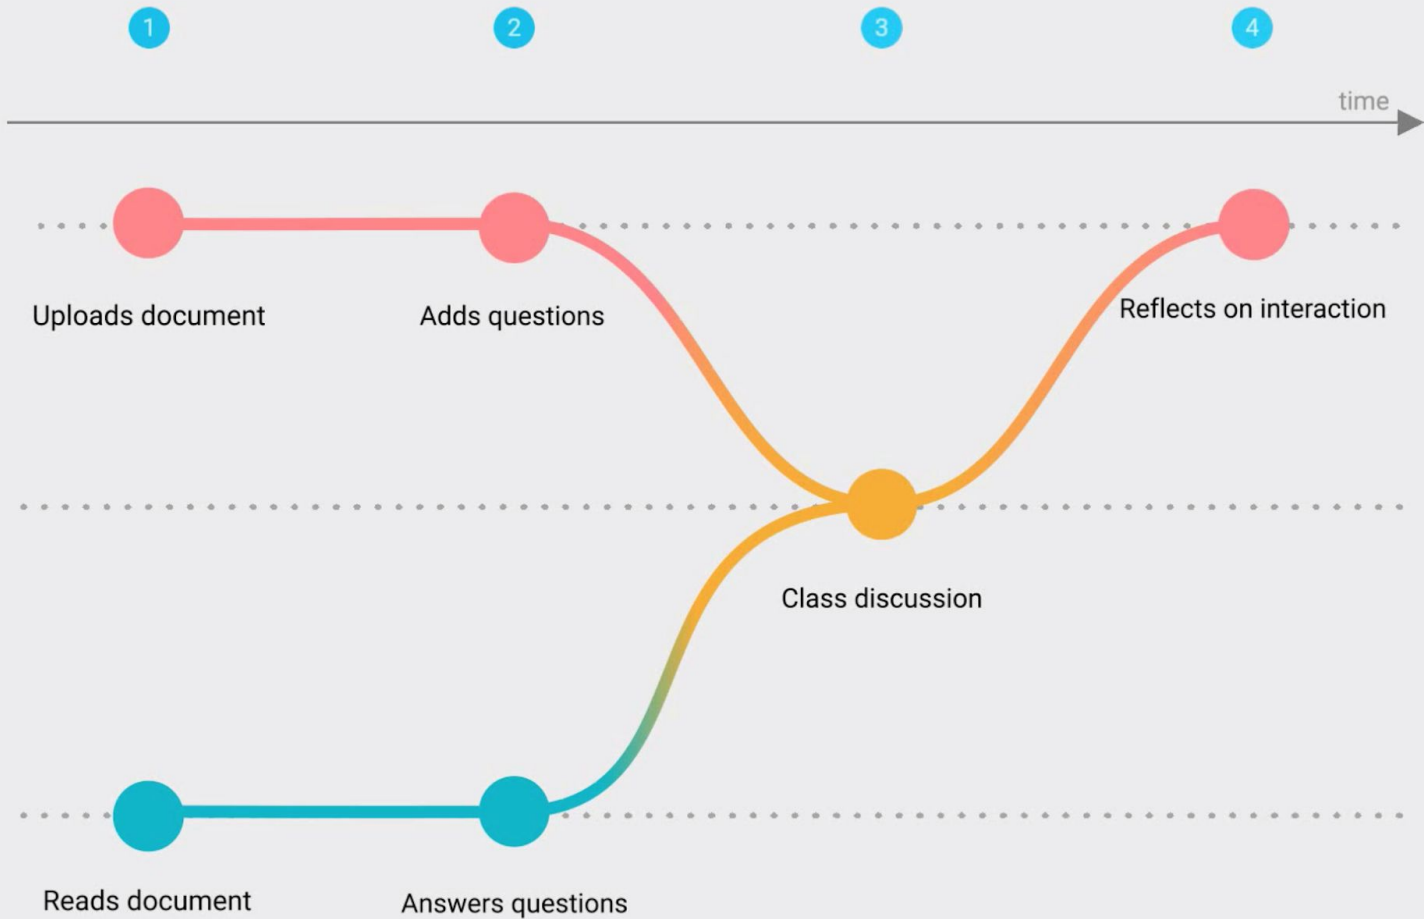 1
2
3
4
time
Uploads document
Adds questions
Reflects on interaction
Class discussion
Reads document
Answers questions